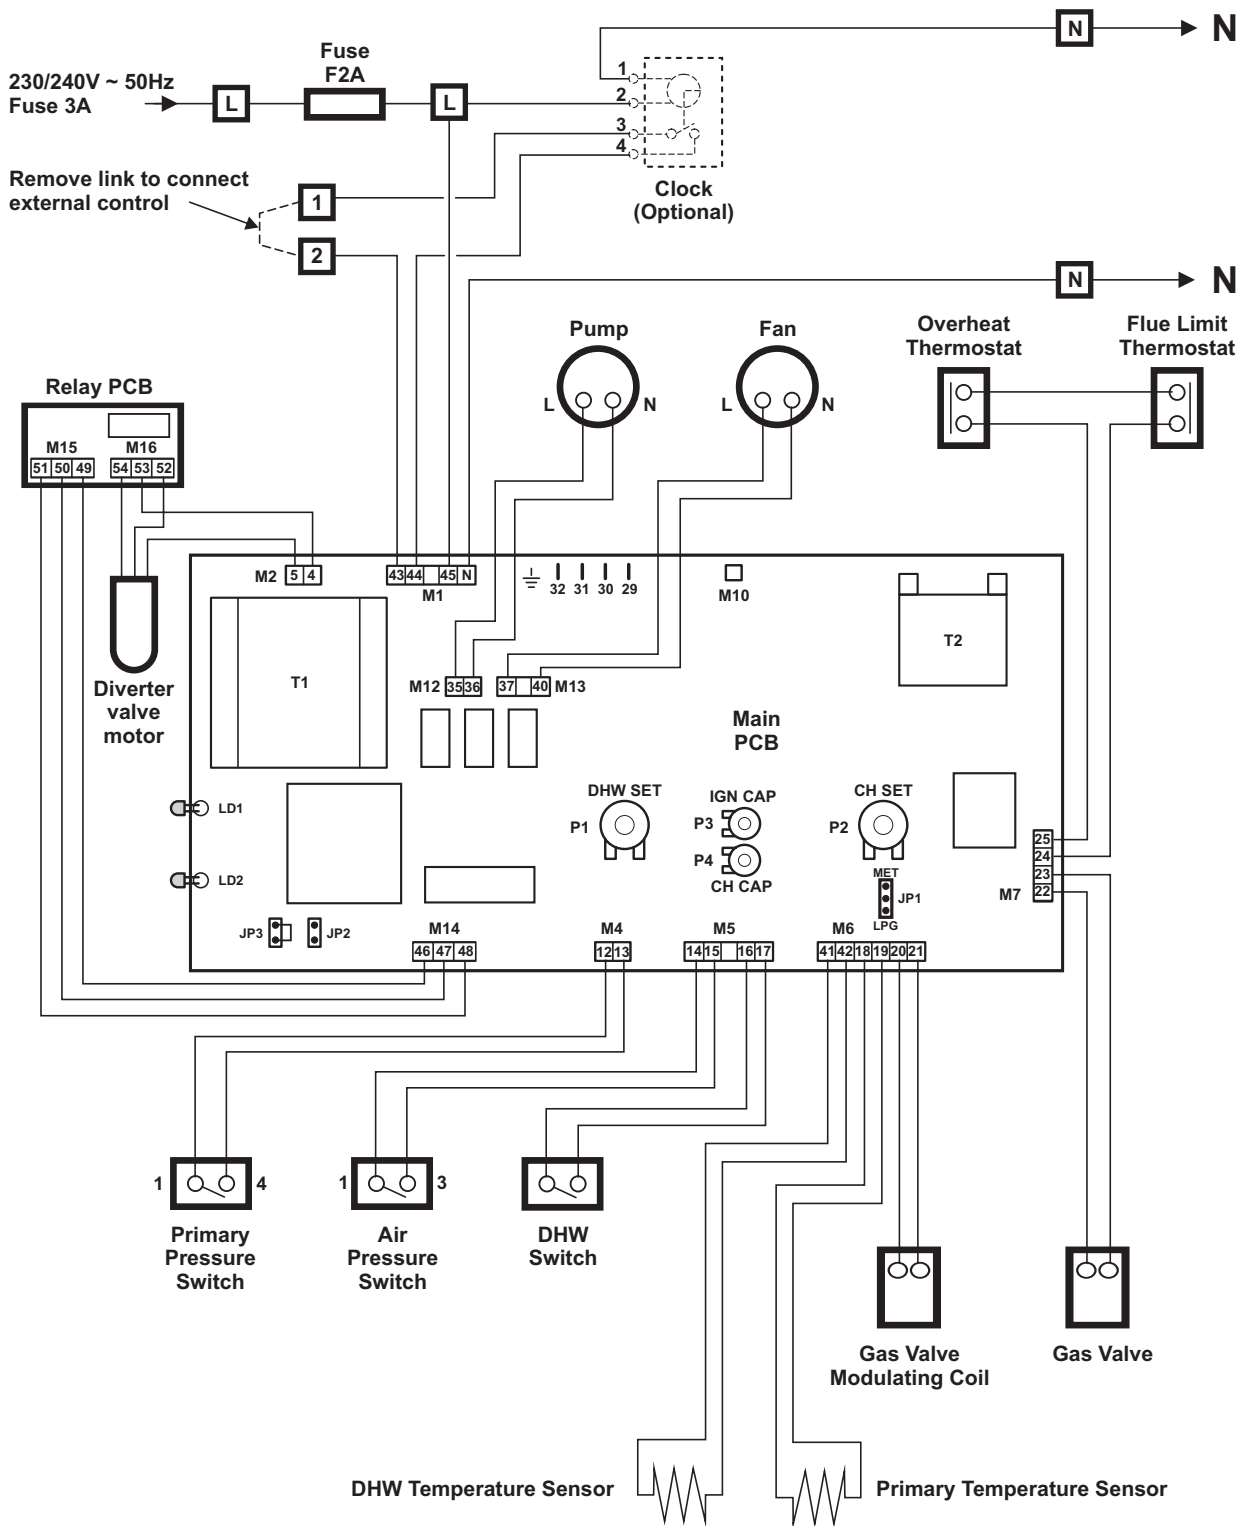 N
N
Fuse
F2A
230/240V ~ 50Hz
Fuse 3A
L
L
1
2
3
4
Clock
(Optional)
Remove link to connect
external control
1
2
N
N
Pump
L
N
Fan
L
N
Overheat
Thermostat
Flue Limit
Thermostat
Relay PCB
M15
M16
51 50 49
54 53 52
M2
5 4
43 44 45 N
M1
32 31 30 29
M10
T1
T2
Diverter
valve
motor
M12 35 36
37 40 M13
Main
PCB
DHW SET
P1
IGN CAP
P3
P4
CH CAP
CH SET
P2
MET
JP1
LPG
LD1
LD2
JP3
JP2
25
24
23
22
M7
M14
46 47 48
M4
12 13
M5
14 15 16 17
M6
41 42 18 19 20 21
1
4
Primary
Pressure
Switch
1
3
Air
Pressure
Switch
DHW
Switch
Gas Valve
Modulating Coil
Gas Valve
DHW Temperature Sensor
Primary Temperature Sensor